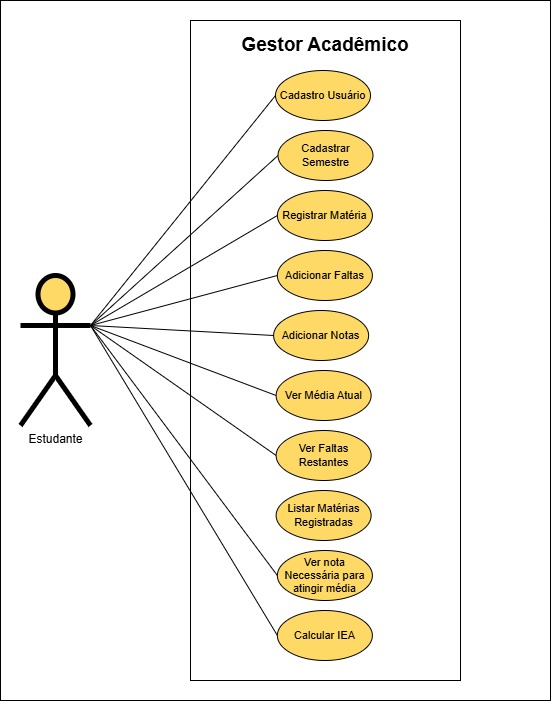 Gestor Acadêmico
Cadastro Usuário
Cadastrar
Semestre
Registrar Matéria
Adicionar Faltas
Adicionar Notas
Ver Média Atual
Ver Faltas
Restantes
Listar Matérias
Registradas
Ver nota
Necessária para
atingir média
Calcular IEA
Estudante